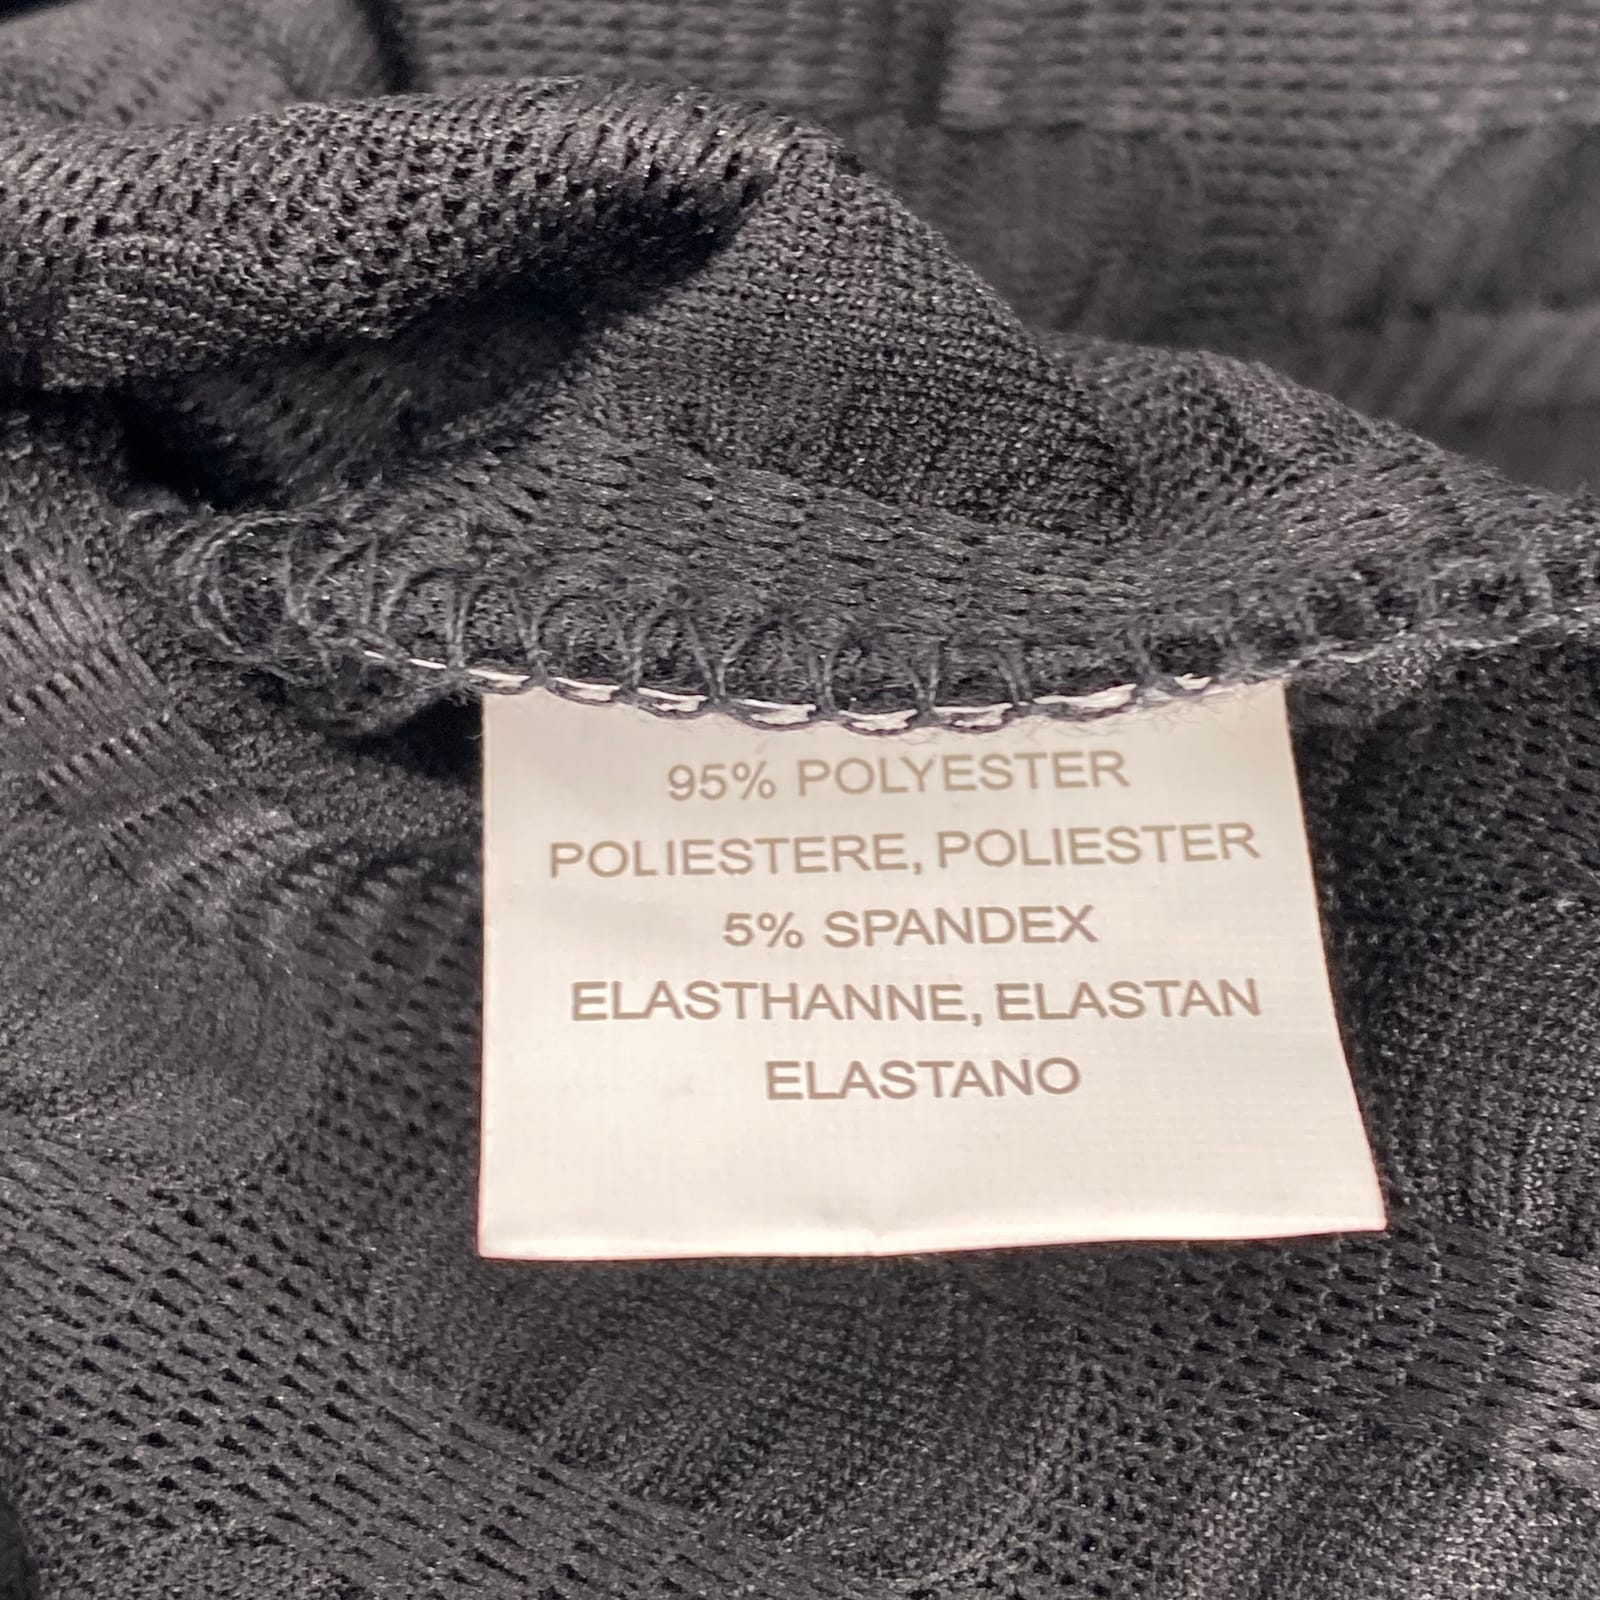 95% POLYESTER
POLIESTERE, POLIESTER
5% SPANDEX
ELASTHANNE, ELASTAN
ELASTANO